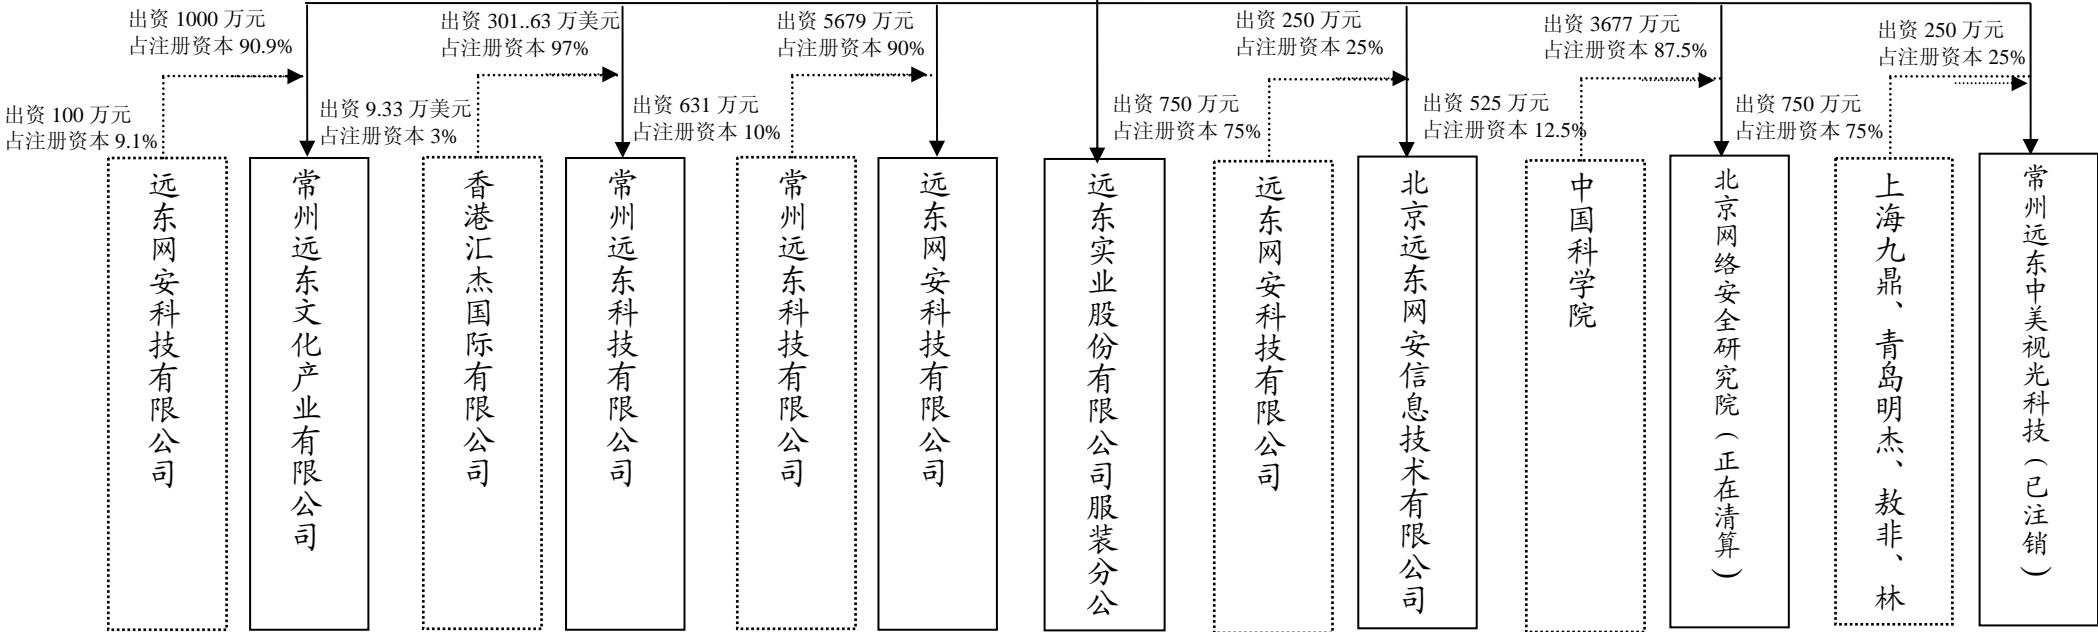 出资 1000 万元
占注册资本 90.9%
出资 301..63 万美元
占注册资本 97%
出资 5679 万元
占注册资本 90%
出资 250 万元
占注册资本 25%
出资 3677 万元
占注册资本 87.5%
出资 250 万元
占注册资本 25%
出资 100 万元
占注册资本 9.1%
出资 9.33 万美元
占注册资本 3%
出资 631 万元
占注册资本 10%
出资 750 万元
占注册资本 75%
出资 525 万元
占注册资本 12.5%
出资 750 万元
占注册资本 75%
远东网安科技有限公司
常州远东文化产业有限公司
香港汇杰国际有限公司
常州远东科技有限公司
常州远东科技有限公司
远东网安科技有限公司
远东实业股份有限公司服装分公
远东网安科技有限公司
北京远东网安信息技术有限公司
中国科学院
北京网络安全研究院（正在清算）
上海九鼎、青岛明杰、敖非、林
常州远东中美视光科技（已注销）